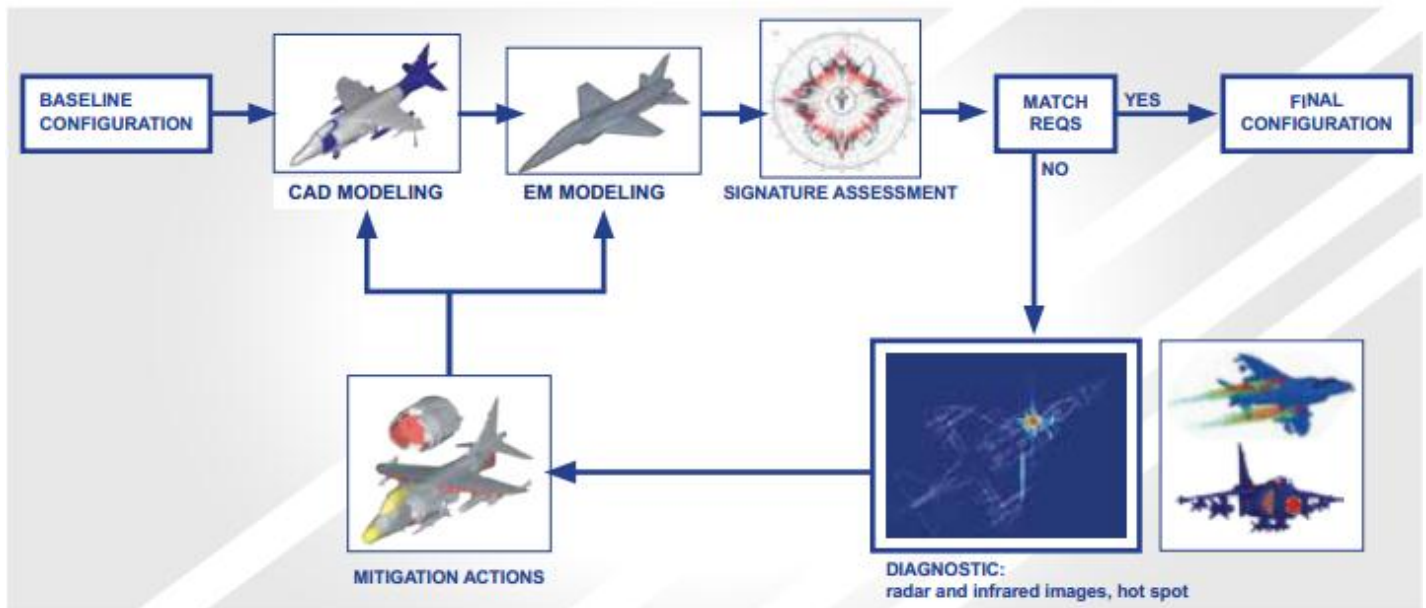 BASELINE
CONFIGURATION
CAD MODELING
EM MODELING
SIGNATURE ASSESSMENT
MATCH
REQS
YES
NO
FINAL
CONFIGURATION
MITIGATION ACTIONS
DIAGNOSTIC:
radar and infrared images, hot spot